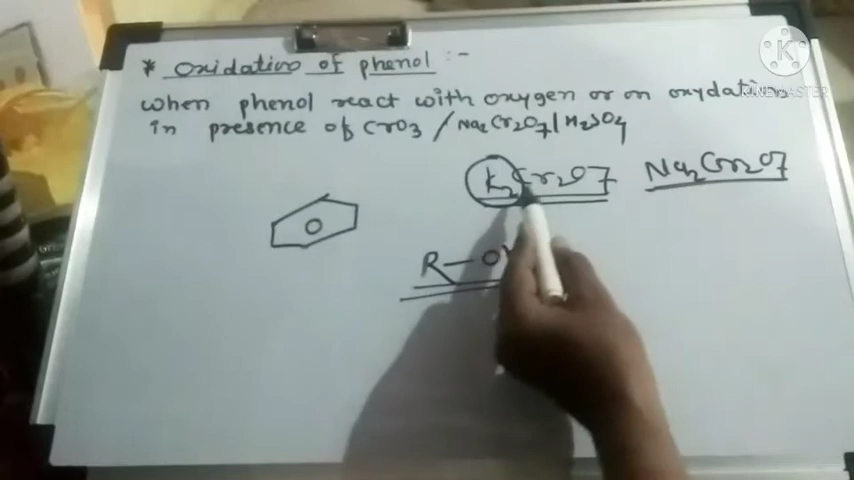 * Oxidation of phenol :-
when phenol react with oxygen or on oxydation
in presence of CrO3 / Na2Cr2O7 / H2SO4
K2Cr2O7 Na2Cr2O7
R-O
K
KINEMASTER